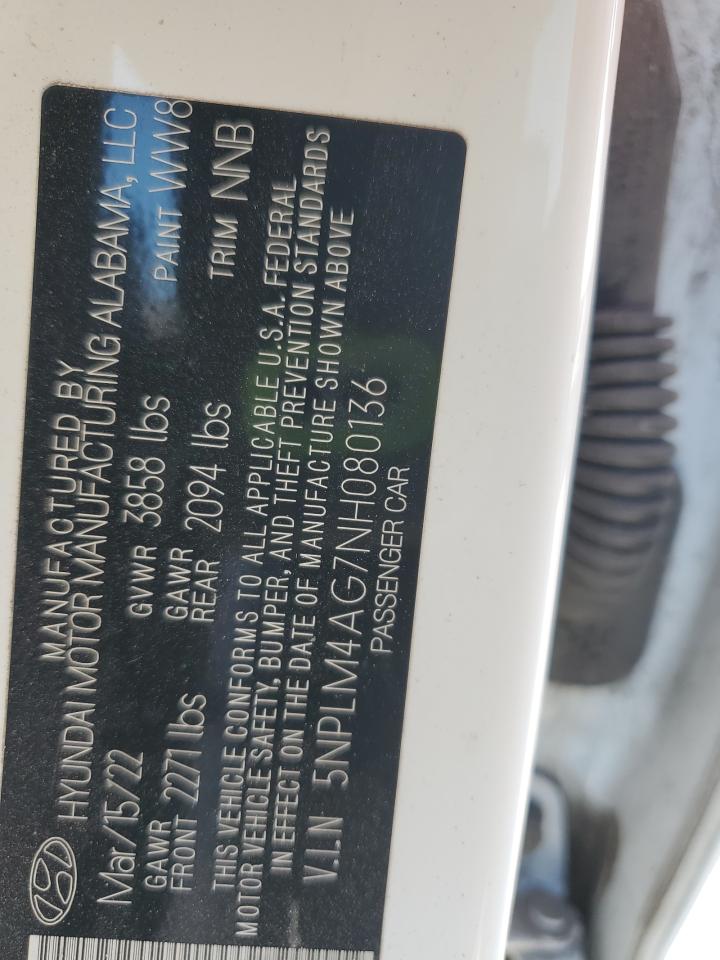 MANUFACTURED BY
HYUNDAI MOTOR MANUFACTURING ALABAMA, LLC
Mar/15/22 GVWR 3858 lbs PAINT WW8
GAWR FRONT 2271 lbs GAWR REAR 2094 lbs TRIM NNB
THIS VEHICLE CONFORMS TO ALL APPLICABLE U.S.A. FEDERAL
MOTOR VEHICLE SAFETY, BUMPER, AND THEFT PREVENTION STANDARDS
IN EFFECT ON THE DATE OF MANUFACTURE SHOWN ABOVE
V.I.N 5NPLM4AG7NH080136
PASSENGER CAR